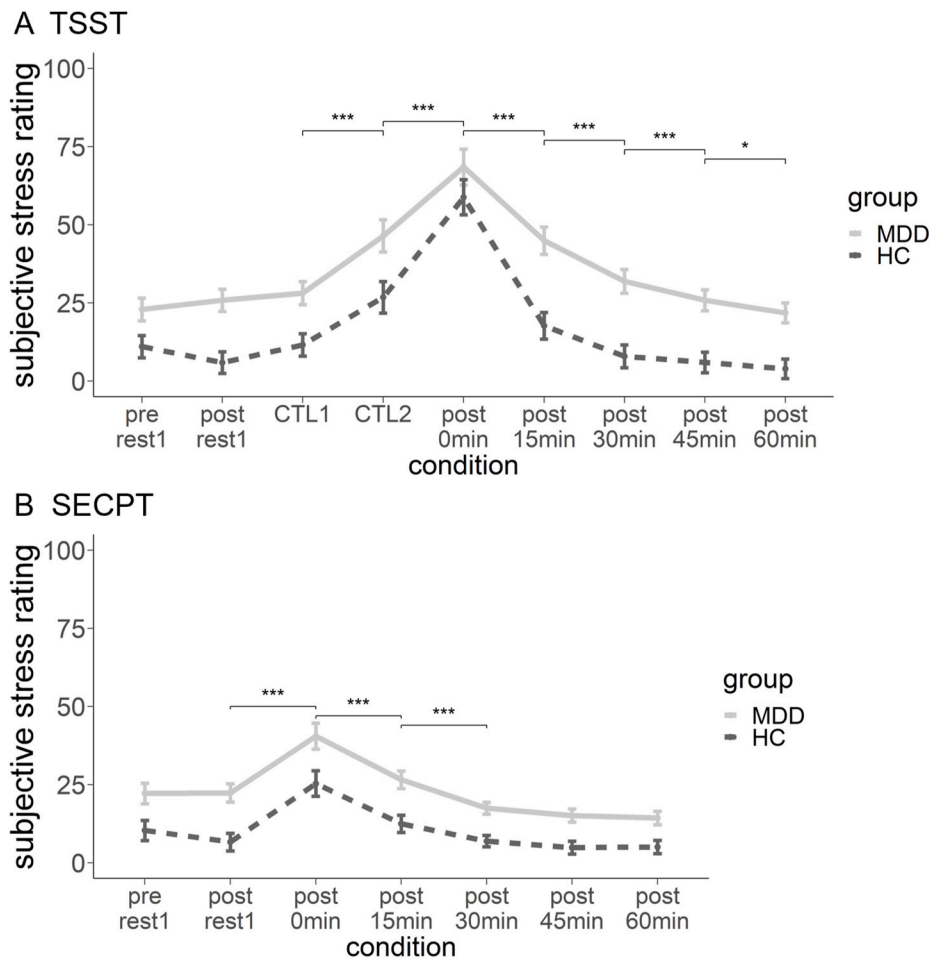 A TSST
subjective stress rating
100
75
50
25
0
***
***
***
***
***
*
pre rest1
post rest1
CTL1
CTL2
post 0min
post 15min
post 30min
post 45min
post 60min
condition
group
MDD
HC
B SECPT
subjective stress rating
100
75
50
25
0
***
***
***
pre rest1
post rest1
post 0min
post 15min
post 30min
post 45min
post 60min
condition
group
MDD
HC